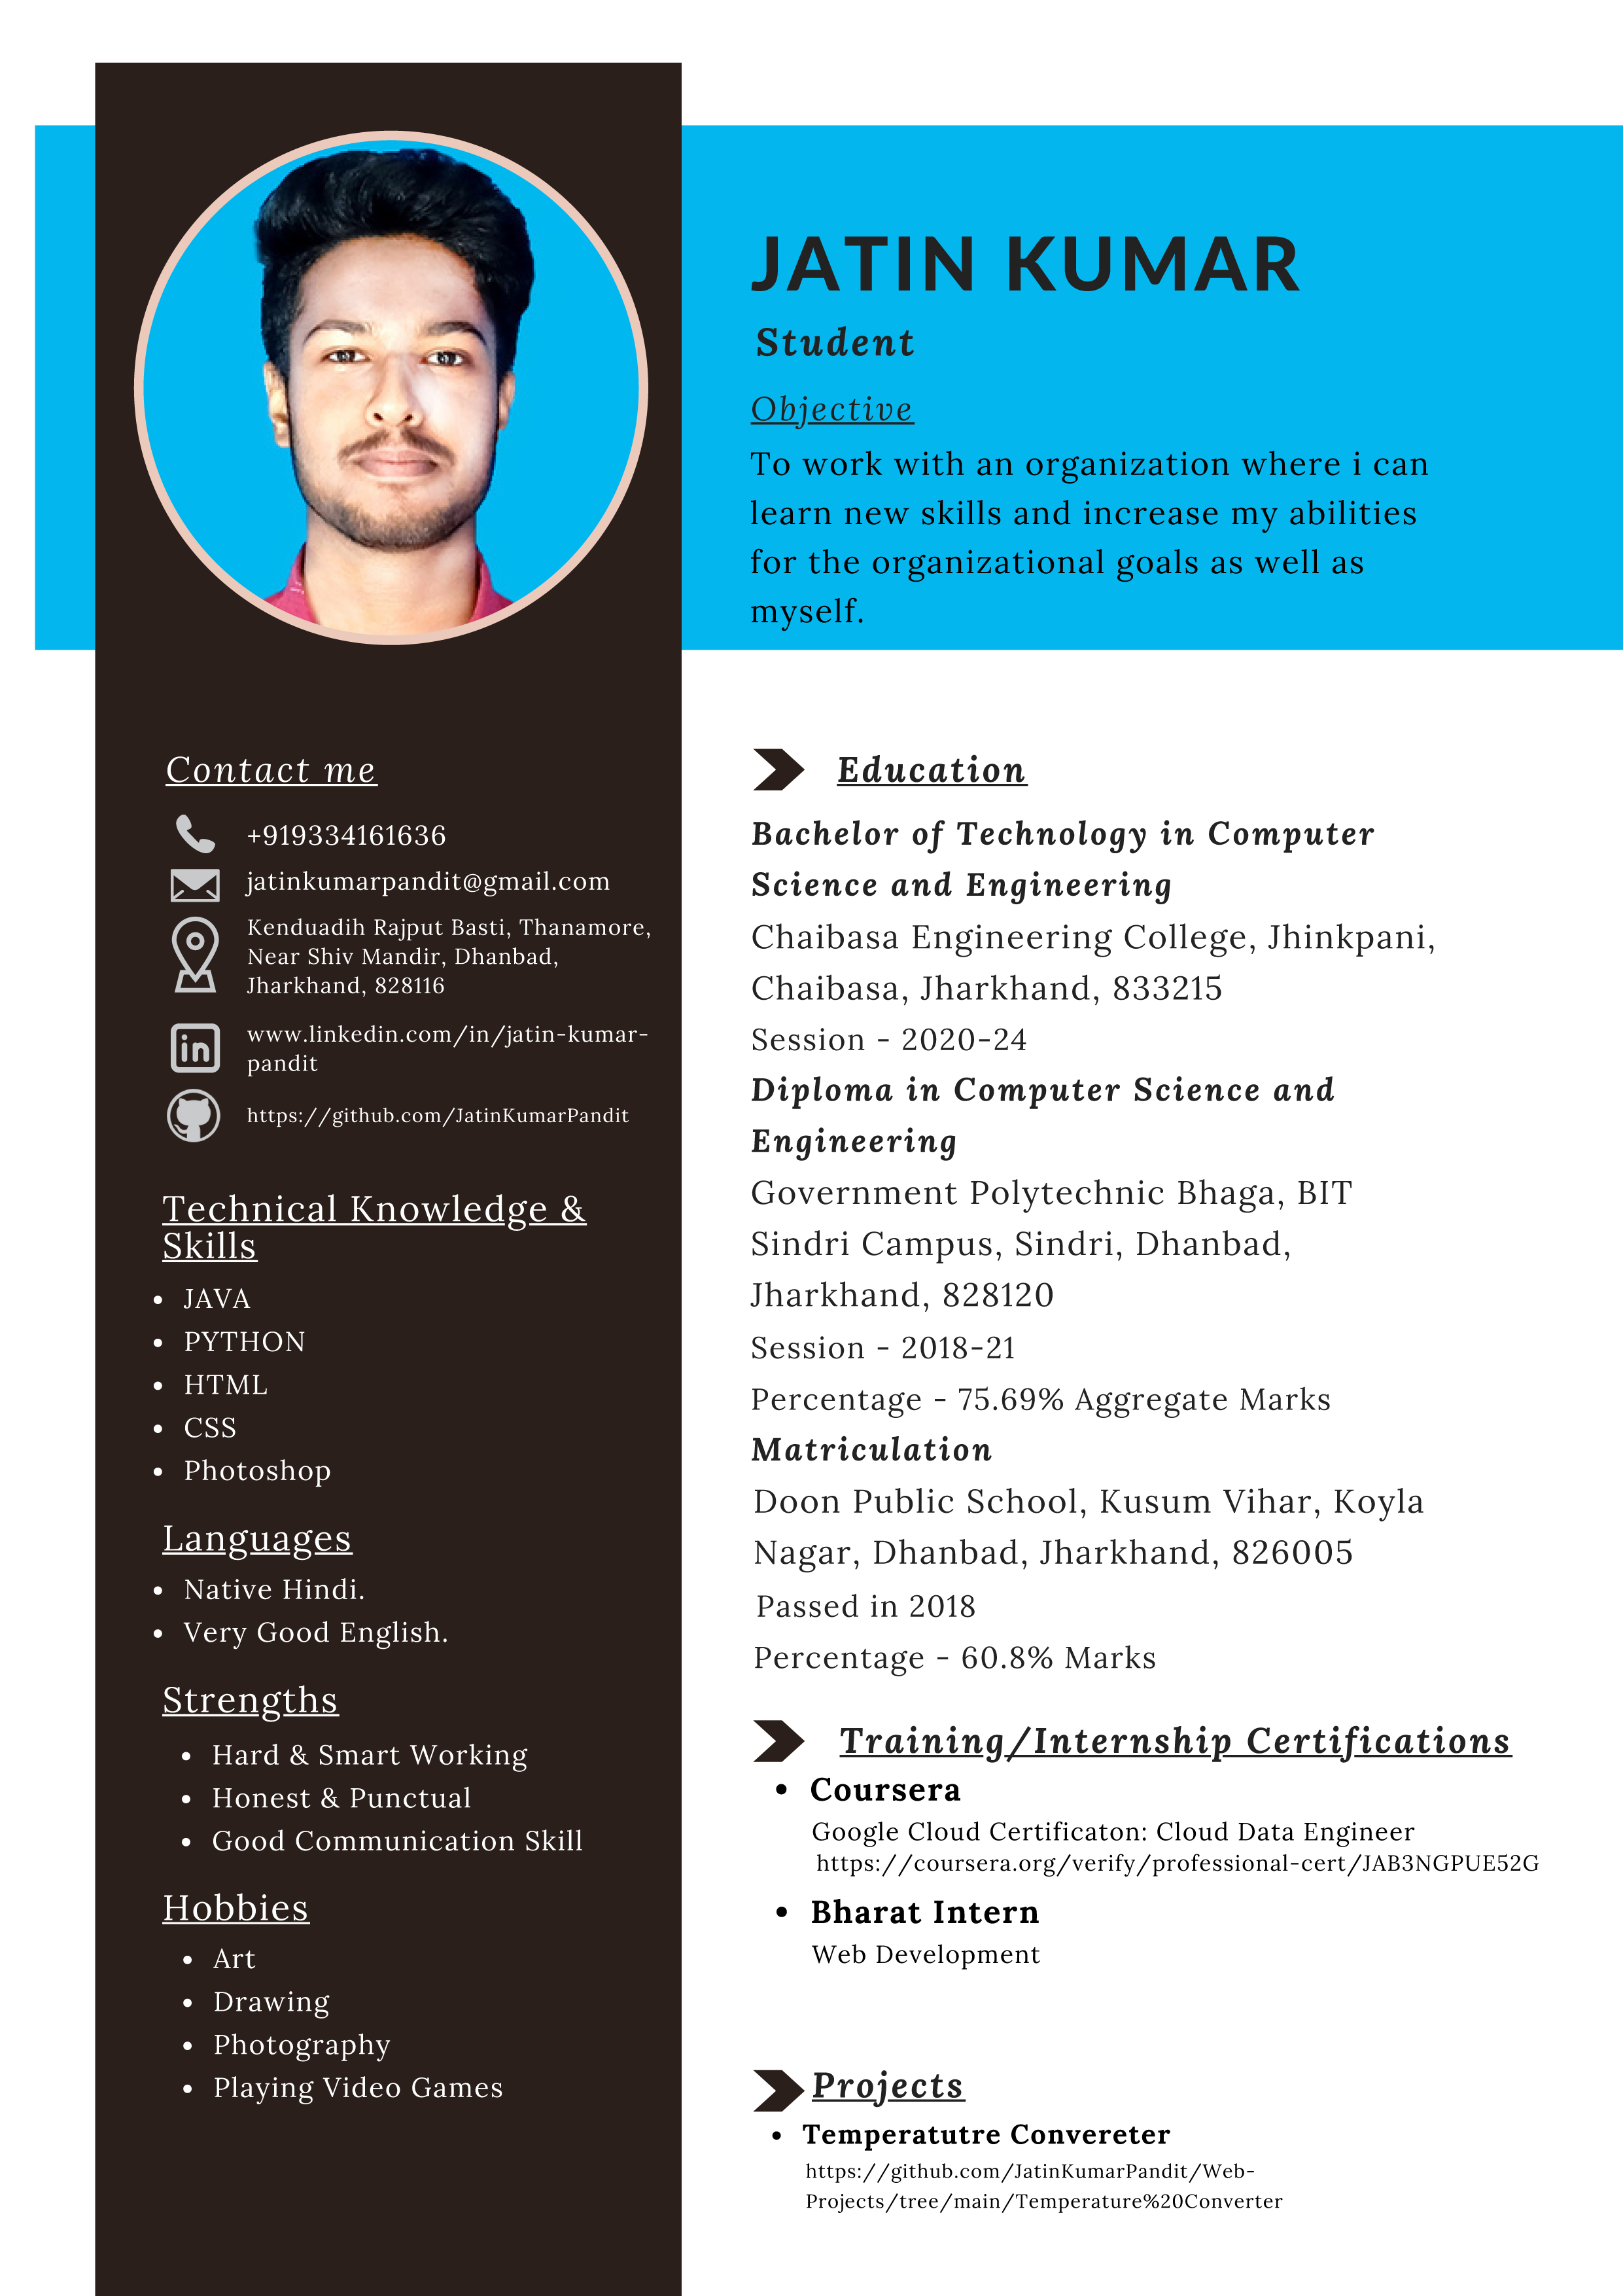 JATIN KUMAR
Student
Objective
To work with an organization where i can
learn new skills and increase my abilities
for the organizational goals as well as
myself.
Contact me
+919334161636
jatinkumarpandit@gmail.com
Kenduadih Rajput Basti, Thanamore,
Near Shiv Mandir, Dhanbad,
Jharkhand, 828116
www.linkedin.com/in/jatin-kumar-
pandit
https://github.com/JatinKumarPandit
Technical Knowledge &
Skills
JAVA
PYTHON
HTML
CSS
Photoshop
Languages
Native Hindi.
Very Good English.
Strengths
Hard & Smart Working
Honest & Punctual
Good Communication Skill
Hobbies
Art
Drawing
Photography
Playing Video Games
Education
Bachelor of Technology in Computer
Science and Engineering
Chaibasa Engineering College, Jhinkpani,
Chaibasa, Jharkhand, 833215
Session - 2020-24
Diploma in Computer Science and
Engineering
Government Polytechnic Bhaga, BIT
Sindri Campus, Sindri, Dhanbad,
Jharkhand, 828120
Session - 2018-21
Percentage - 75.69% Aggregate Marks
Matriculation
Doon Public School, Kusum Vihar, Koyla
Nagar, Dhanbad, Jharkhand, 826005
Passed in 2018
Percentage - 60.8% Marks
Training/Internship Certifications
Coursera
Google Cloud Certificaton: Cloud Data Engineer
https://coursera.org/verify/professional-cert/JAB3NGPUE52G
Bharat Intern
Web Development
Projects
Temperatutre Convereter
https://github.com/JatinKumarPandit/Web-
Projects/tree/main/Temperature%20Converter